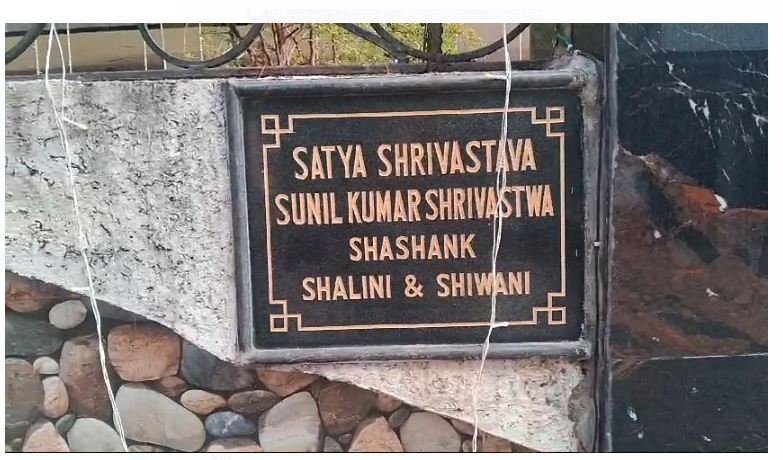 SATYA SHRIVASTAVA
SUNIL KUMAR SHRIVASTWA
SHASHANK
SHALINI & SHIWANI